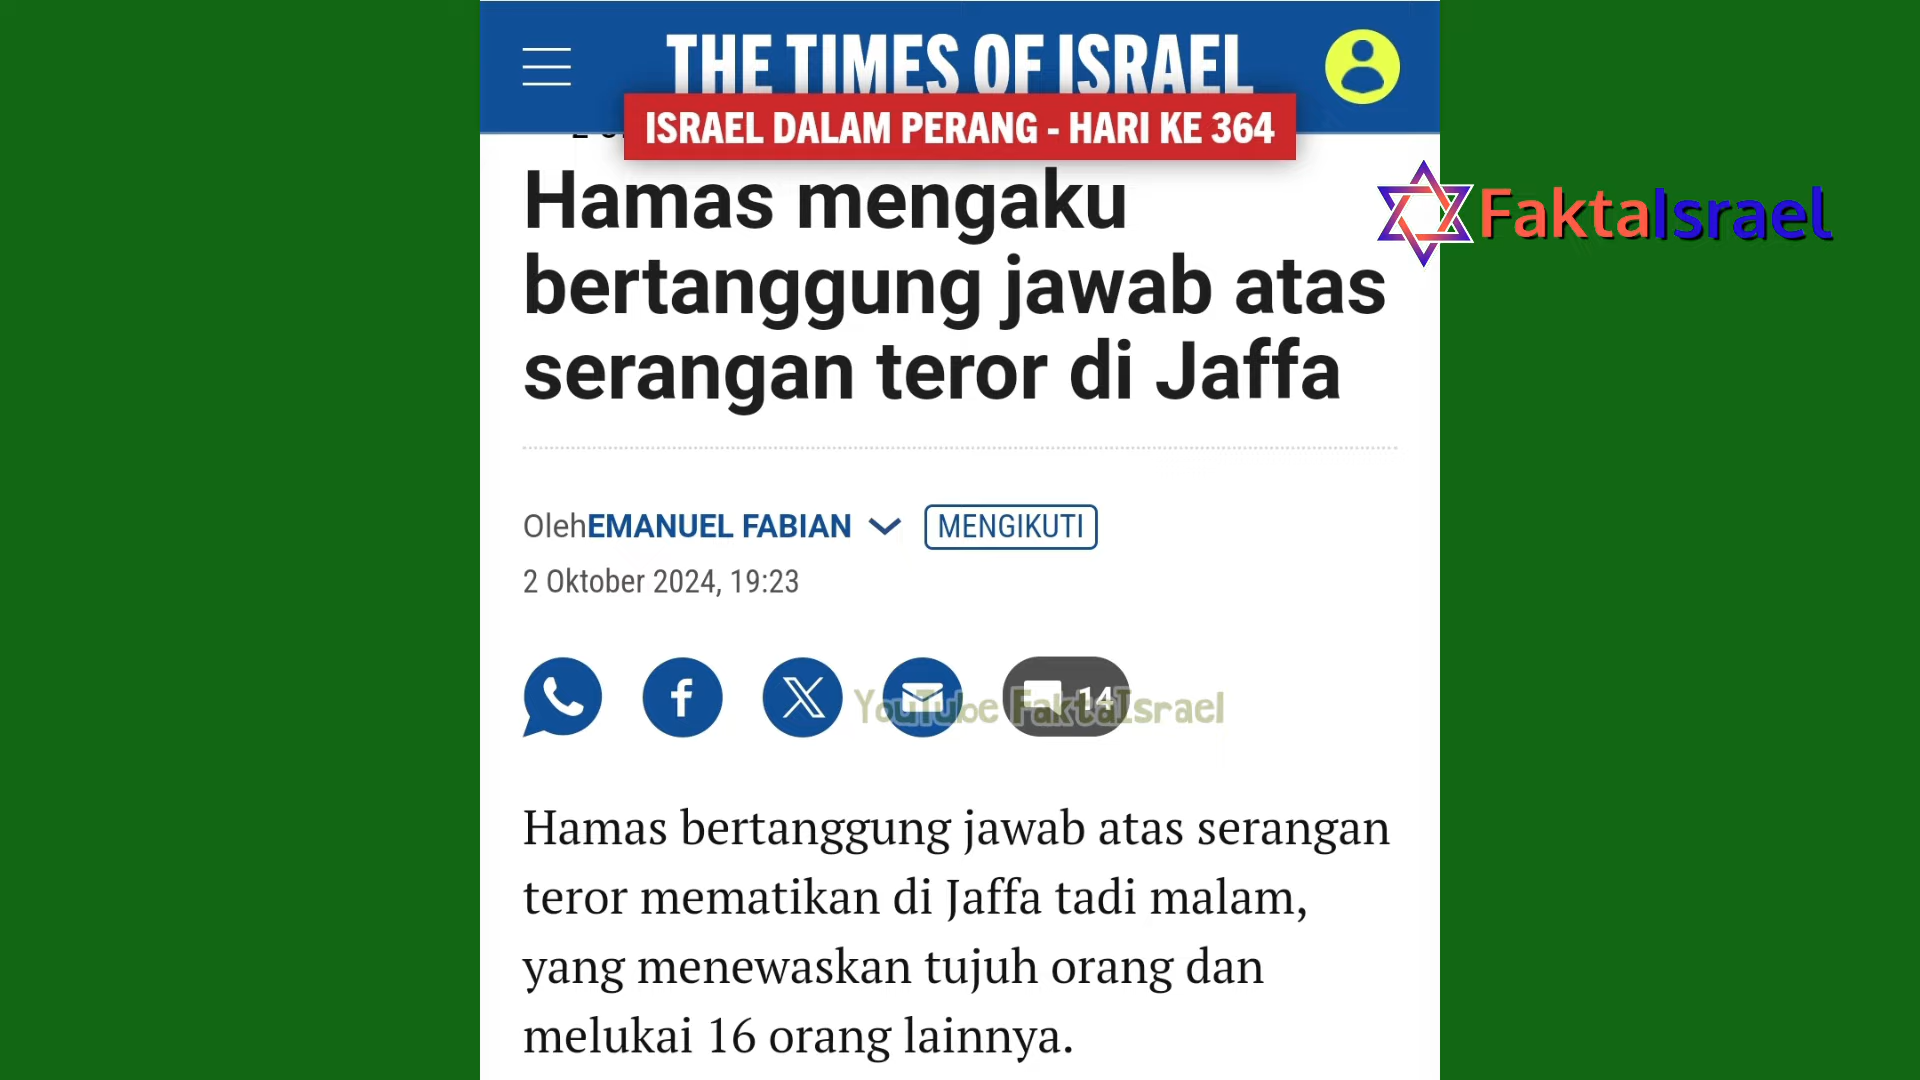 THE TIMES OF ISRAEL
ISRAEL DALAM PERANG - HARI KE 364
FaktaIsrael
Hamas mengaku
bertanggung jawab atas
serangan teror di Jaffa
OlehEMANUEL FABIAN MENGIKUTI
2 Oktober 2024, 19:23
14
YouTube FaktaIsrael
Hamas bertanggung jawab atas serangan
teror mematikan di Jaffa tadi malam,
yang menewaskan tujuh orang dan
melukai 16 orang lainnya.